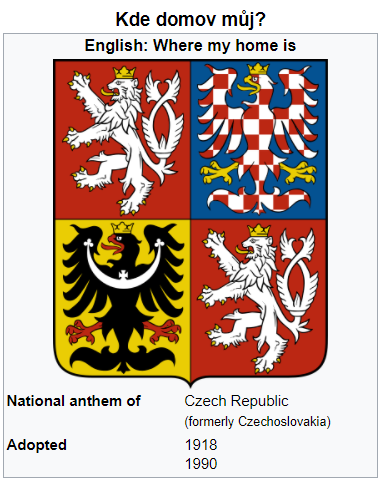 Kde domov můj?
English: Where my home is
National anthem of Czech Republic
(formerly Czechoslovakia)
Adopted 1918
1990